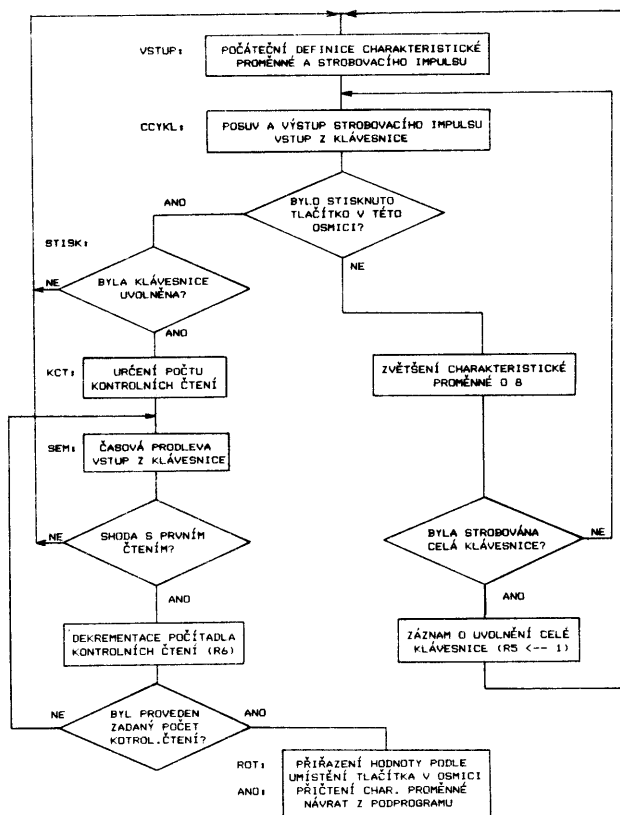 VSTUP:
POČÁTEČNÍ DEFINICE CHARAKTERISTICKÉ
PROMĚNNÉ A STROBOVACÍHO IMPULSU
CCYKL:
POSUV A VÝSTUP STROBOVACÍHO IMPULSU
VSTUP Z KLÁVESNICE
ANO
BYLO STISKNUTO
TLAČÍTKO V TÉTO
OSMICI?
NE
STISK:
NE
BYLA KLÁVESNICE
UVOLNĚNA?
ANO
KCT:
URČENÍ POČTU
KONTROLNÍCH ČTENÍ
ZVĚTŠENÍ CHARAKTERISTICKÉ
PROMĚNNÉ O 8
SEM:
ČASOVÁ PRODLEVA
VSTUP Z KLÁVESNICE
NE
SHODA S PRVNÍM
ČTENÍM?
ANO
BYLA STROBOVÁNA
CELÁ KLÁVESNICE?
NE
ANO
DEKREMENTACE POČÍTADLA
KONTROLNÍCH ČTENÍ (R6)
ZÁZNAM O UVOLNĚNÍ CELÉ
KLÁVESNICE (R5 <-- 1)
NE
BYL PROVEDEN
ZADANÝ POČET
KOTROL.ČTENÍ?
ANO
ROT:
PŘIŘAZENÍ HODNOTY PODLE
UMÍSTĚNÍ TLAČÍTKA V OSMICI
ANO:
PŘIČTENÍ CHAR. PROMĚNNÉ
NÁVRAT Z PODPROGRAMU